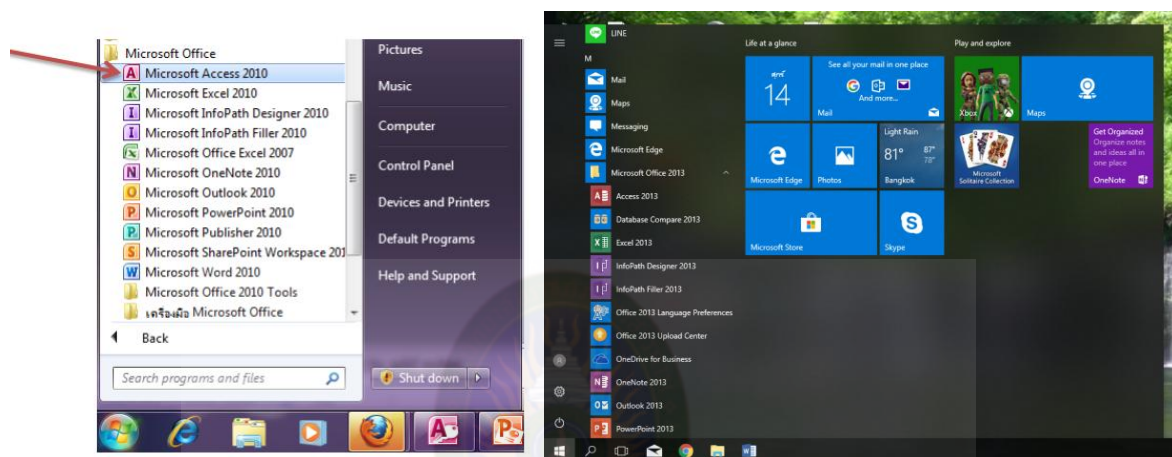 Microsoft Office
Microsoft Access 2010
Microsoft Excel 2010
Microsoft InfoPath Designer 2010
Microsoft InfoPath Filler 2010
Microsoft Office Excel 2007
Microsoft OneNote 2010
Microsoft Outlook 2010
Microsoft PowerPoint 2010
Microsoft Publisher 2010
Microsoft SharePoint Workspace 201
Microsoft Word 2010
Microsoft Office 2010 Tools
เครื่องมือ Microsoft Office
Back
Search programs and files
Pictures
Music
Computer
Control Panel
Devices and Printers
Default Programs
Help and Support
Shut down
LINE
M
Mail
Maps
Messaging
Microsoft Edge
Microsoft Office 2013
Access 2013
Database Compare 2013
Excel 2013
InfoPath Designer 2013
InfoPath Filler 2013
Office 2013 Language Preferences
Office 2013 Upload Center
OneDrive for Business
OneNote 2013
Outlook 2013
PowerPoint 2013
Life at a glance
ศุกร์
14
See all your mail in one place
And more...
Mail
Microsoft Edge
Photos
Light Rain
81°
87°
78°
Bangkok
Microsoft Store
Skype
Play and explore
Xbox
Maps
Microsoft
Solitaire Collection
Get Organized
Organize notes
and ideas all in
one place
OneNote